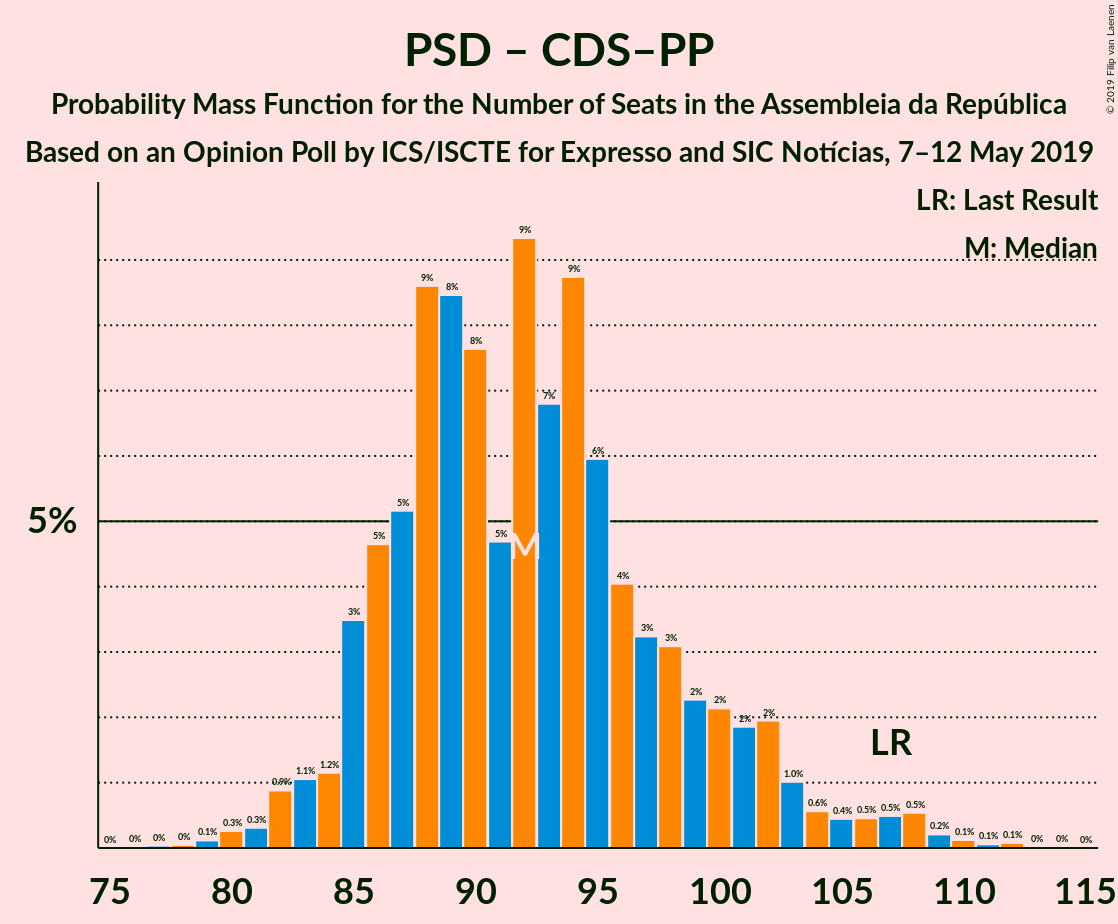 PSD – CDS–PP
Probability Mass Function for the Number of Seats in the Assembleia da República
Based on an Opinion Poll by ICS/ISCTE for Expresso and SIC Notícias, 7–12 May 2019
© 2019 Filip van Laenen
LR: Last Result
M: Median
5%
0% 0% 0% 0% 0.1% 0.3% 0.3% 0.9% 1.1% 1.2% 3% 5% 5% 9% 8% 8% 5% 9% 7% 9% 6% 4% 3% 3% 2% 2% 2% 2% 1.0% 0.6% 0.4% 0.5% 0.5% 0.5% 0.2% 0.1% 0.1% 0.1% 0% 0% 0%
M
LR
75 80 85 90 95 100 105 110 115